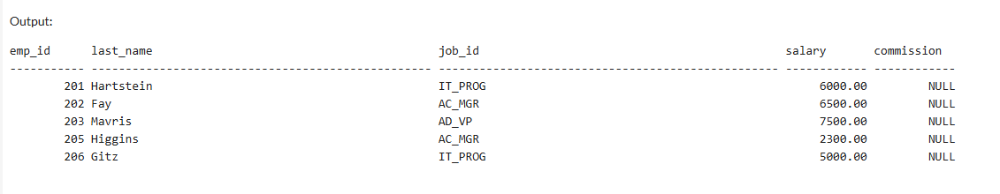 Output:
emp_id last_name job_id salary commission
----------- -------------------------------------------------- -------------------------------------------------- ------------ ------------
201 Hartstein IT_PROG 6000.00 NULL
202 Fay AC_MGR 6500.00 NULL
203 Mavris AD_VP 7500.00 NULL
205 Higgins AC_MGR 2300.00 NULL
206 Gitz IT_PROG 5000.00 NULL